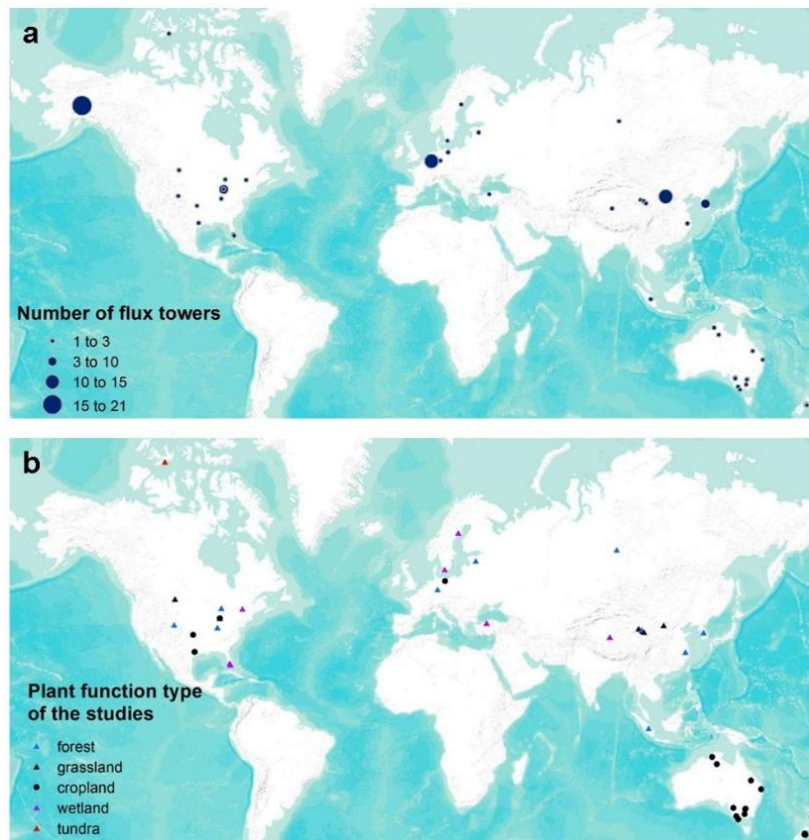 a
Number of flux towers
1 to 3
3 to 10
10 to 15
15 to 21
b
Plant function type
of the studies
forest
grassland
cropland
wetland
tundra